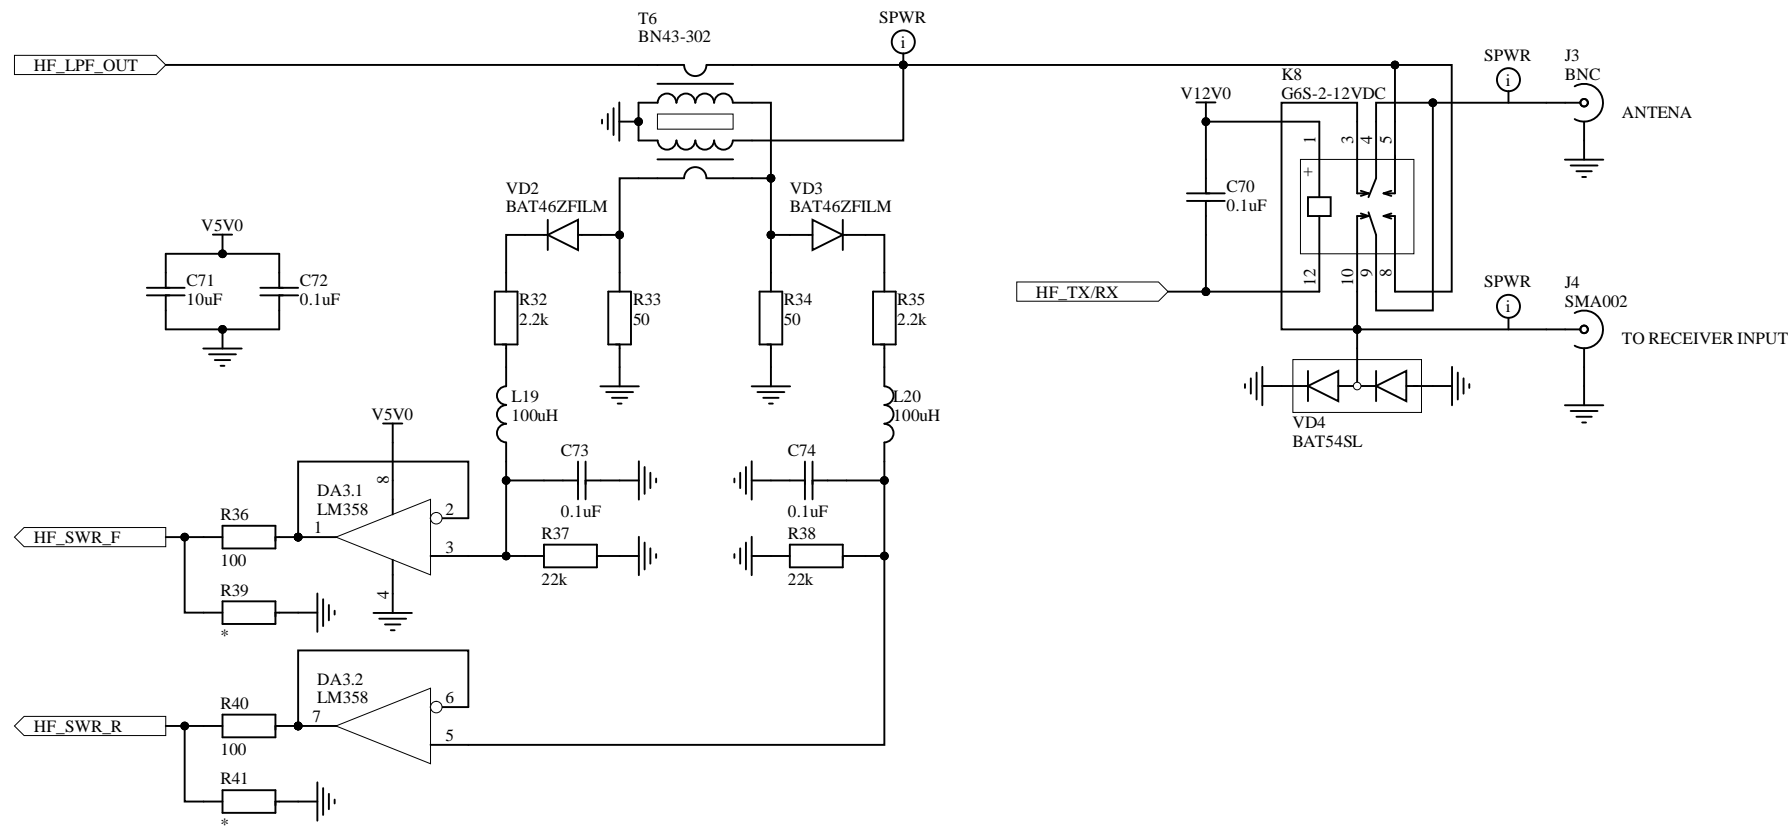 T6
BN43-302
SPWR
i
HF_LPF_OUT
SPWR
i
J3
BNC
ANTENA
K8
G6S-2-12VDC
V12V0
1
3
4
5
+
C70
0.1uF
12
10
9
8
HF_TX/RX
SPWR
i
J4
SMA002
TO RECEIVER INPUT
VD4
BAT54SL
VD2
BAT46ZFILM
VD3
BAT46ZFILM
V5V0
C71
10uF
C72
0.1uF
R32
2.2k
R33
50
R34
50
R35
2.2k
L19
100uH
L20
100uH
V5V0
C73
0.1uF
C74
0.1uF
8
DA3.1
LM358
2
1
3
4
HF_SWR_F
R36
100
R37
22k
R38
22k
R39
*
DA3.2
LM358
6
7
5
HF_SWR_R
R40
100
R41
*